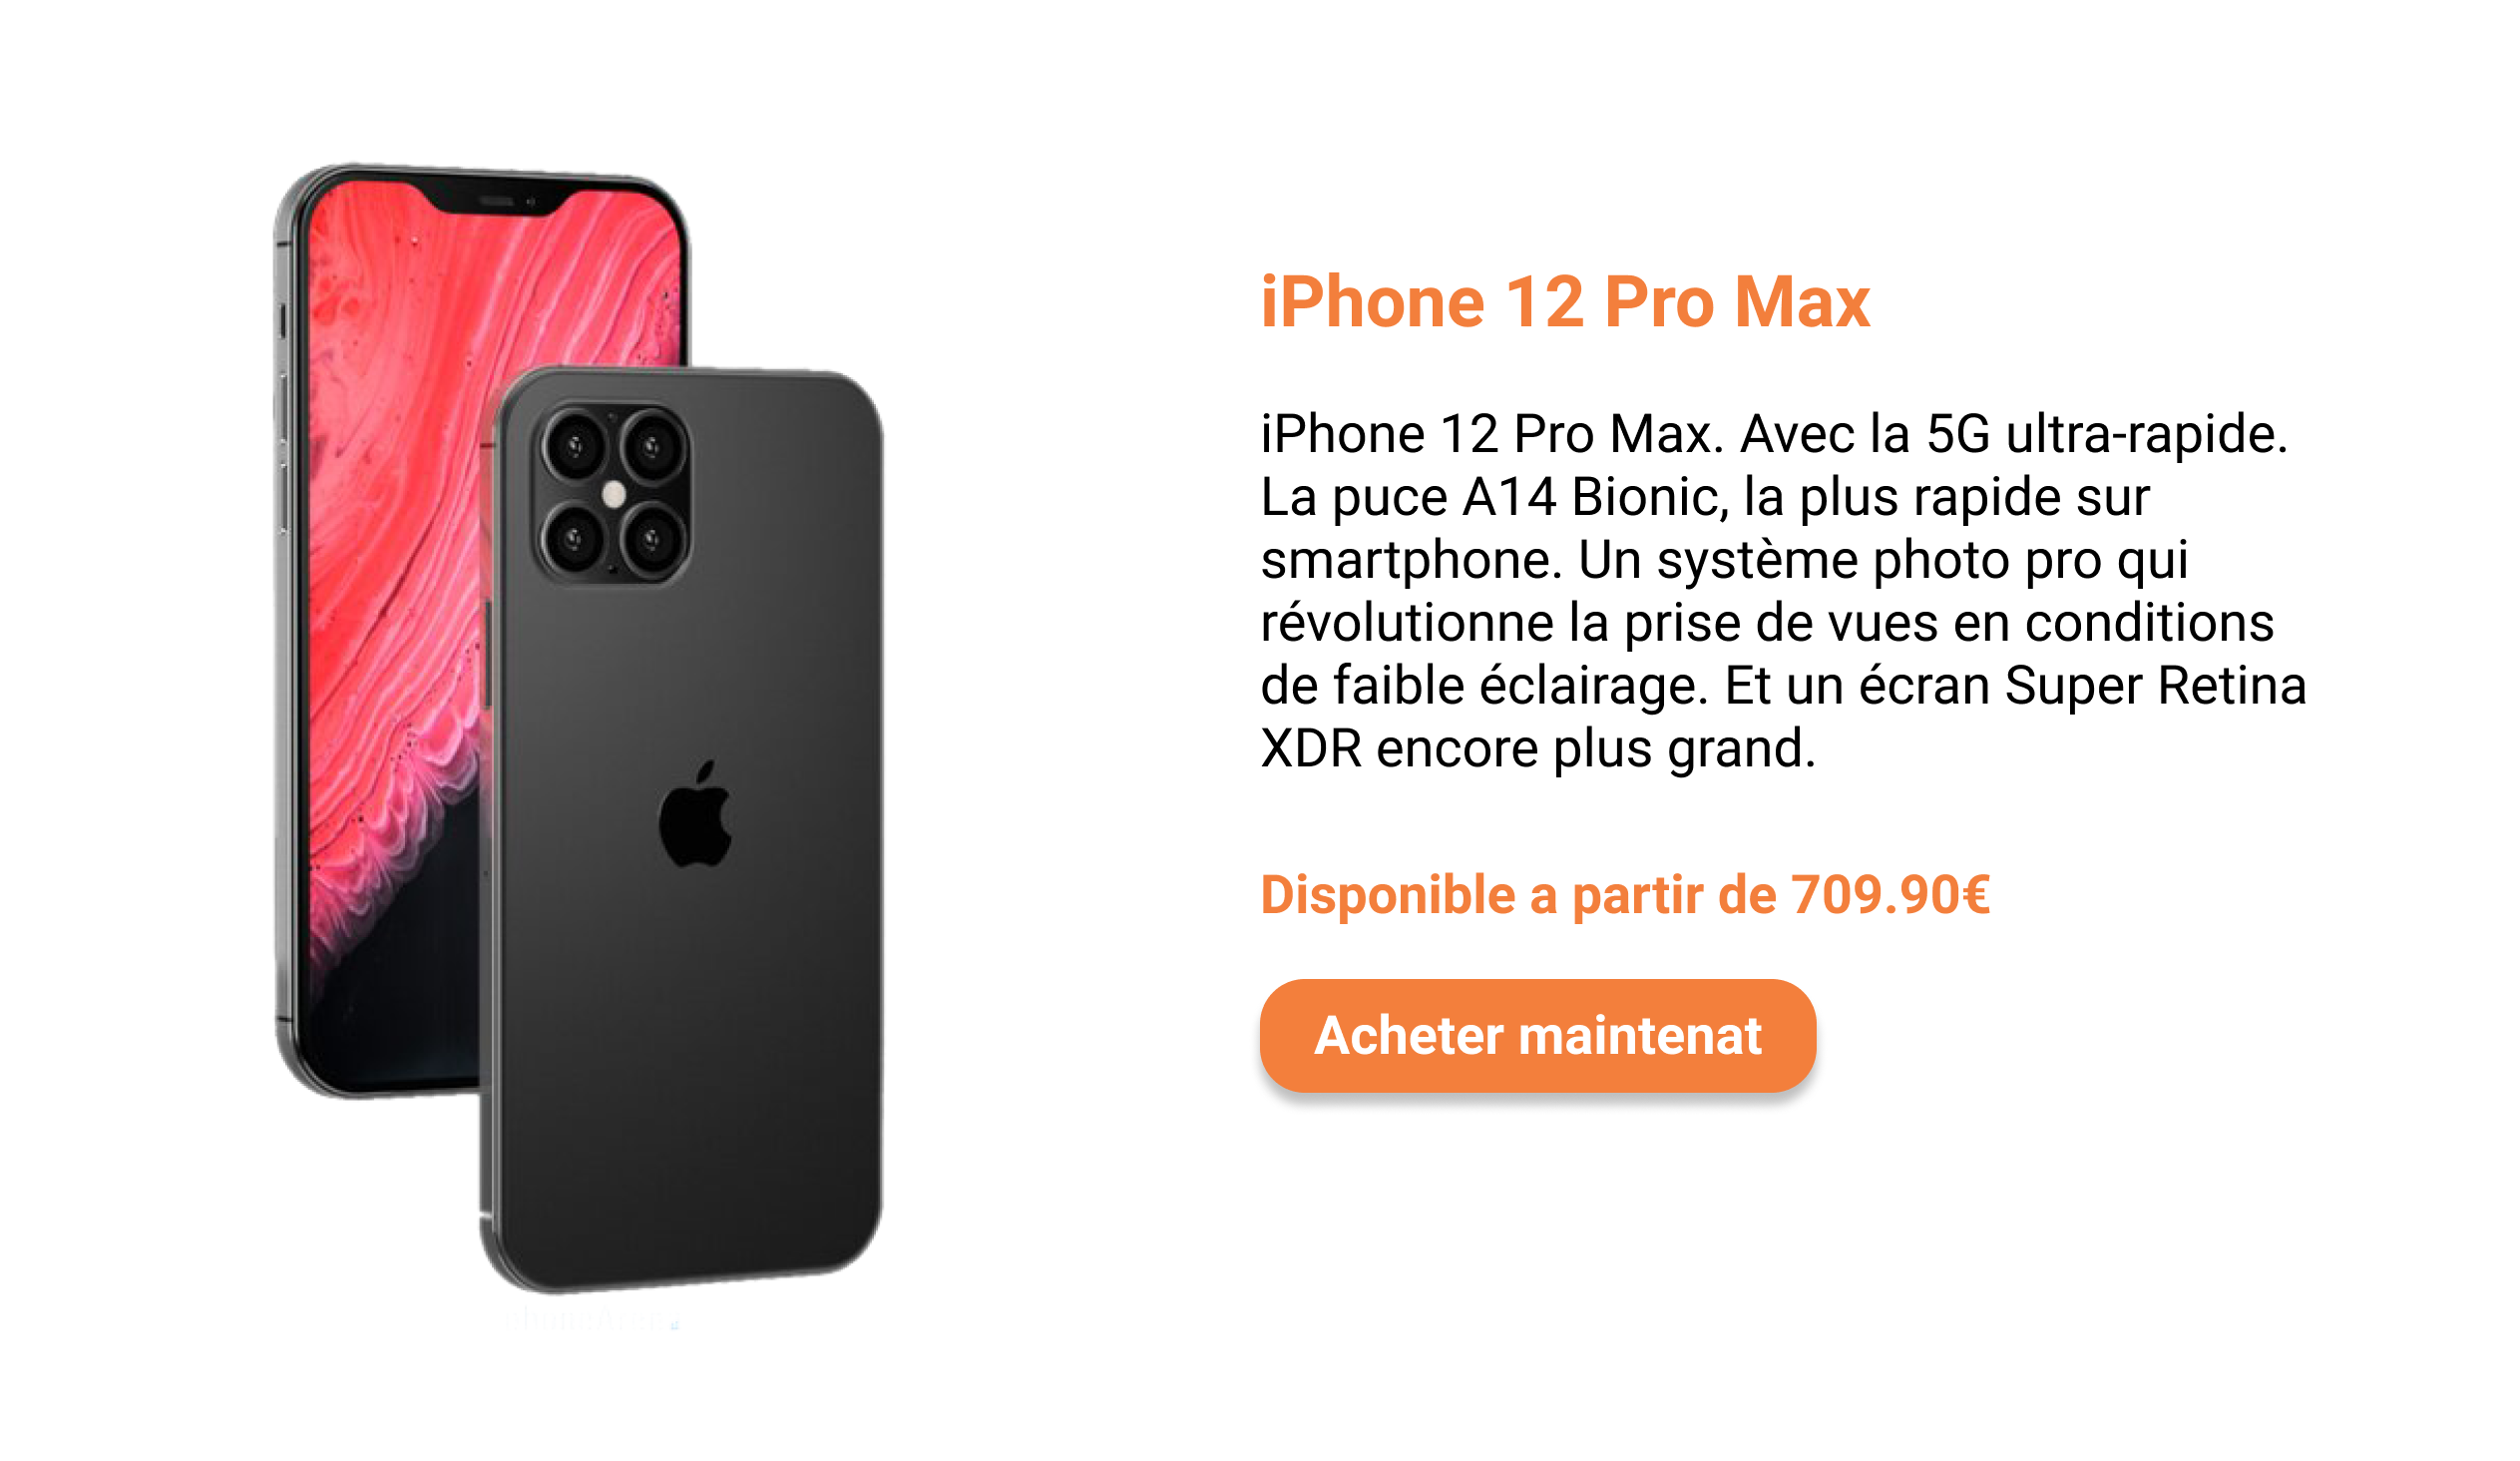 iPhone 12 Pro Max
iPhone 12 Pro Max. Avec la 5G ultra-rapide.
La puce A14 Bionic, la plus rapide sur
smartphone. Un système photo pro qui
révolutionne la prise de vues en conditions
de faible éclairage. Et un écran Super Retina
XDR encore plus grand.
Disponible a partir de 709.90€
Acheter maintenat